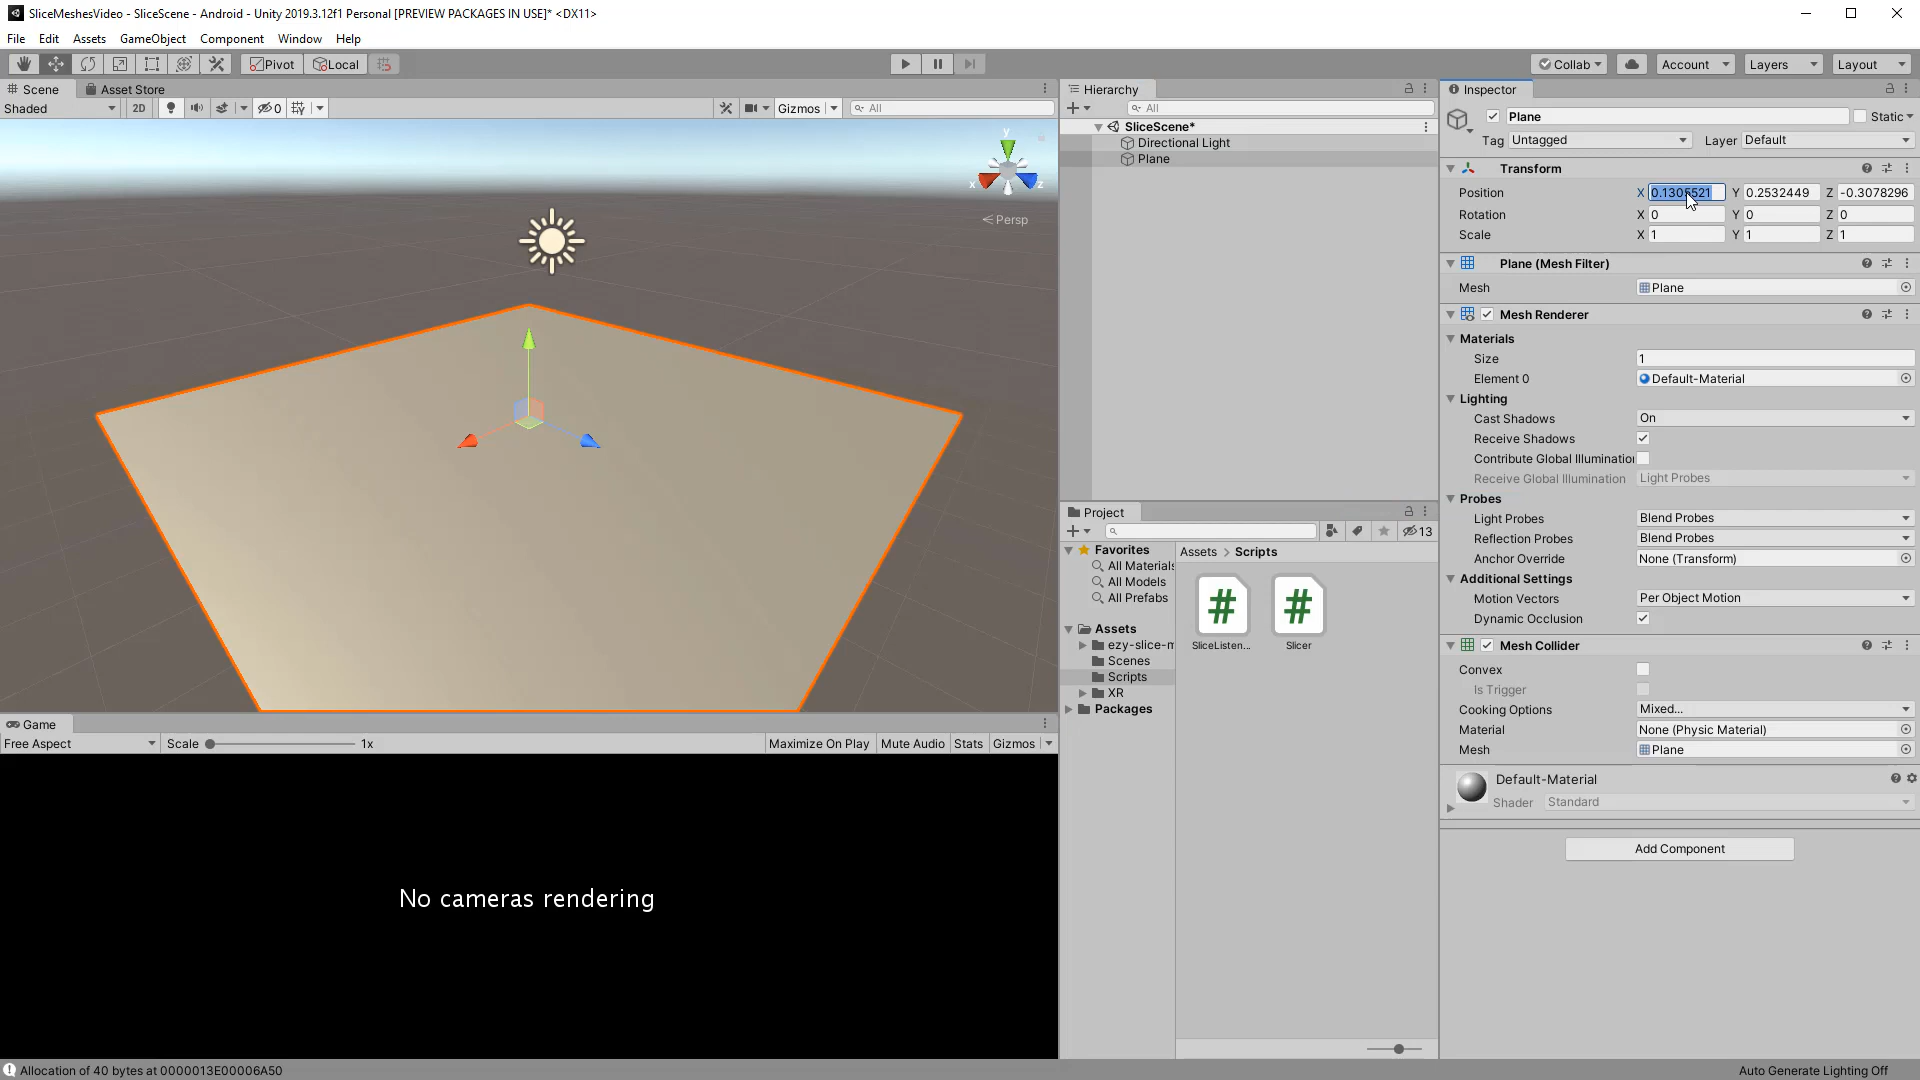 SliceMeshesVideo - SliceScene - Android - Unity 2019.3.12f1 Personal [PREVIEW PACKAGES IN USE]* <DX11>
File Edit Assets GameObject Component Window Help
Pivot Local Collab Account Layers Layout
Scene Asset Store
Shaded 2D 0 Gizmos All
y
x z
Persp
Game
Free Aspect Scale 1x Maximize On Play Mute Audio Stats Gizmos
No cameras rendering
Hierarchy
All
SliceScene*
Directional Light
Plane
Project
13
Favorites
All Materials
All Models
All Prefabs
Assets
ezy-slice-m
Scenes
Scripts
XR
Packages
Assets > Scripts
SliceListen...
Slicer
Inspector
Plane Static
Tag Untagged Layer Default
Transform
Position X 0.1305521 Y 0.2532449 Z -0.3078296
Rotation X 0 Y 0 Z 0
Scale X 1 Y 1 Z 1
Plane (Mesh Filter)
Mesh Plane
Mesh Renderer
Materials
Size 1
Element 0 Default-Material
Lighting
Cast Shadows On
Receive Shadows
Contribute Global Illumination
Receive Global Illumination Light Probes
Probes
Light Probes Blend Probes
Reflection Probes Blend Probes
Anchor Override None (Transform)
Additional Settings
Motion Vectors Per Object Motion
Dynamic Occlusion
Mesh Collider
Convex
Is Trigger
Cooking Options Mixed...
Material None (Physic Material)
Mesh Plane
Default-Material
Shader Standard
Add Component
Allocation of 40 bytes at 0000013E00006A50
Auto Generate Lighting Off